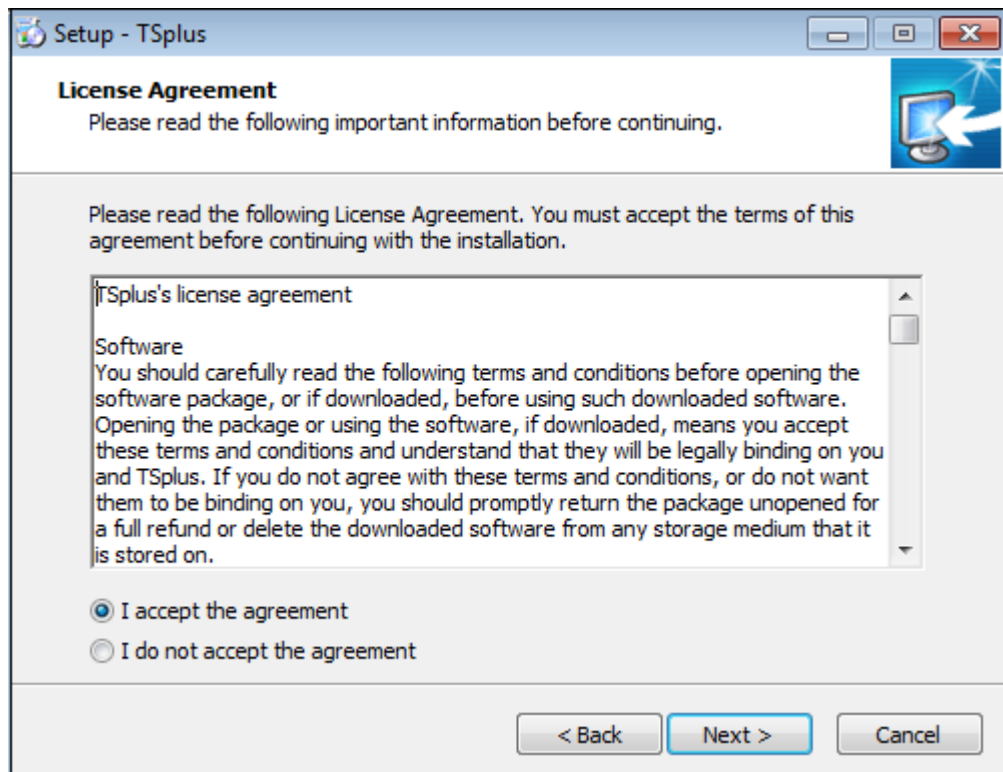 Setup - TSplus
License Agreement
Please read the following important information before continuing.
Please read the following License Agreement. You must accept the terms of this
agreement before continuing with the installation.
TSplus's license agreement
Software
You should carefully read the following terms and conditions before opening the
software package, or if downloaded, before using such downloaded software.
Opening the package or using the software, if downloaded, means you accept
these terms and conditions and understand that they will be legally binding on you
and TSplus. If you do not agree with these terms and conditions, or do not want
them to be binding on you, you should promptly return the package unopened for
a full refund or delete the downloaded software from any storage medium that it
is stored on.
I accept the agreement
I do not accept the agreement
< Back
Next >
Cancel